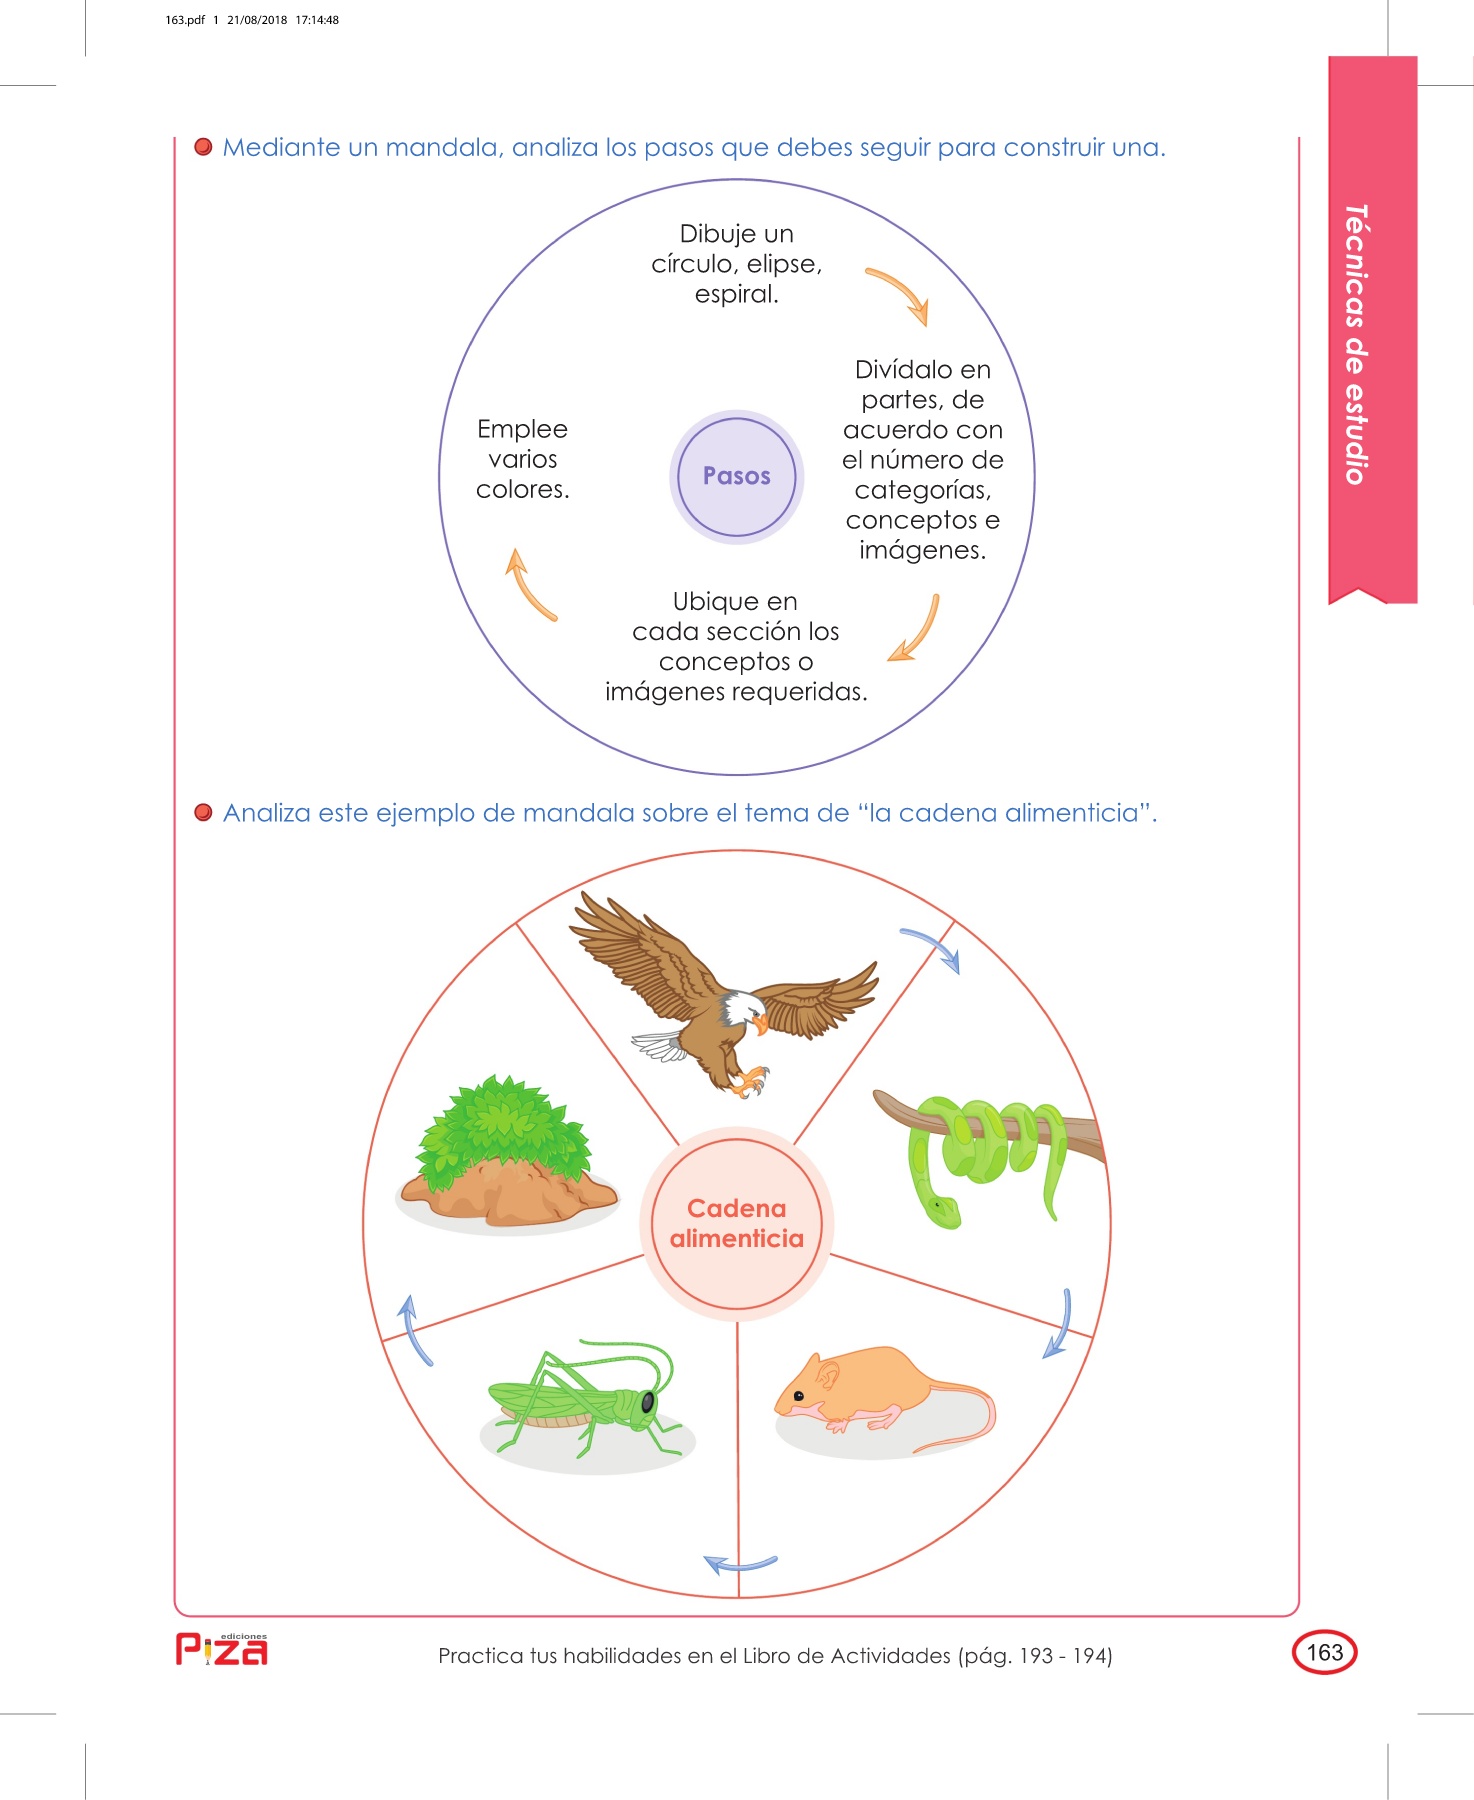 163.pdf 1 21/08/2018 17:14:48
Mediante un mandala, analiza los pasos que debes seguir para construir una.
Dibuje un
círculo, elipse,
espiral.
Divídalo en
partes, de
acuerdo con
el número de
categorías,
conceptos e
imágenes.
Emplee
varios
colores.
Pasos
Ubique en
cada sección los
conceptos o
imágenes requeridas.
Técnicas de estudio
Analiza este ejemplo de mandala sobre el tema de “la cadena alimenticia”.
Cadena
alimenticia
ediciones
Piza
Practica tus habilidades en el Libro de Actividades (pág. 193 - 194)
163